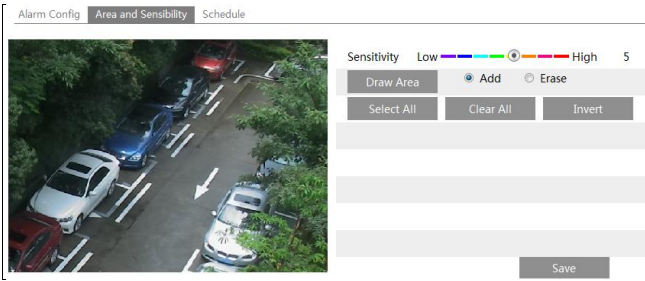 Alarm Config Area and Sensibility Schedule
Sensitivity Low High 5
Draw Area Add Erase
Select All Clear All Invert
Save